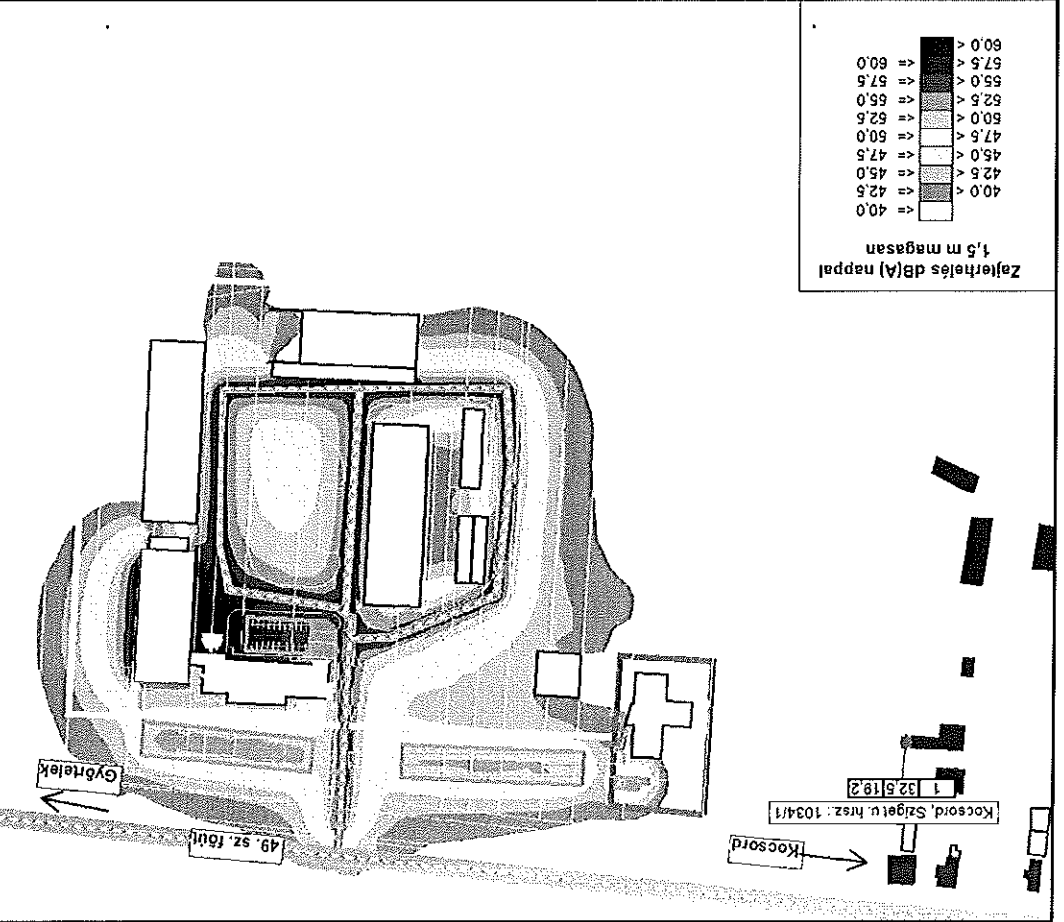 Zajterhelés dB(A) nappal
1,5 m magasan
<= 40,0
40,0 < <= 42,5
42,5 < <= 45,0
45,0 < <= 47,5
47,5 < <= 50,0
50,0 < <= 52,5
52,5 < <= 55,0
55,0 < <= 57,5
57,5 < <= 60,0
60,0 <
Kocsord
49. sz. főút
Kocsord, Sziget u. hrsz.: 1034/1
1 32,5 19,2
Győrtelek